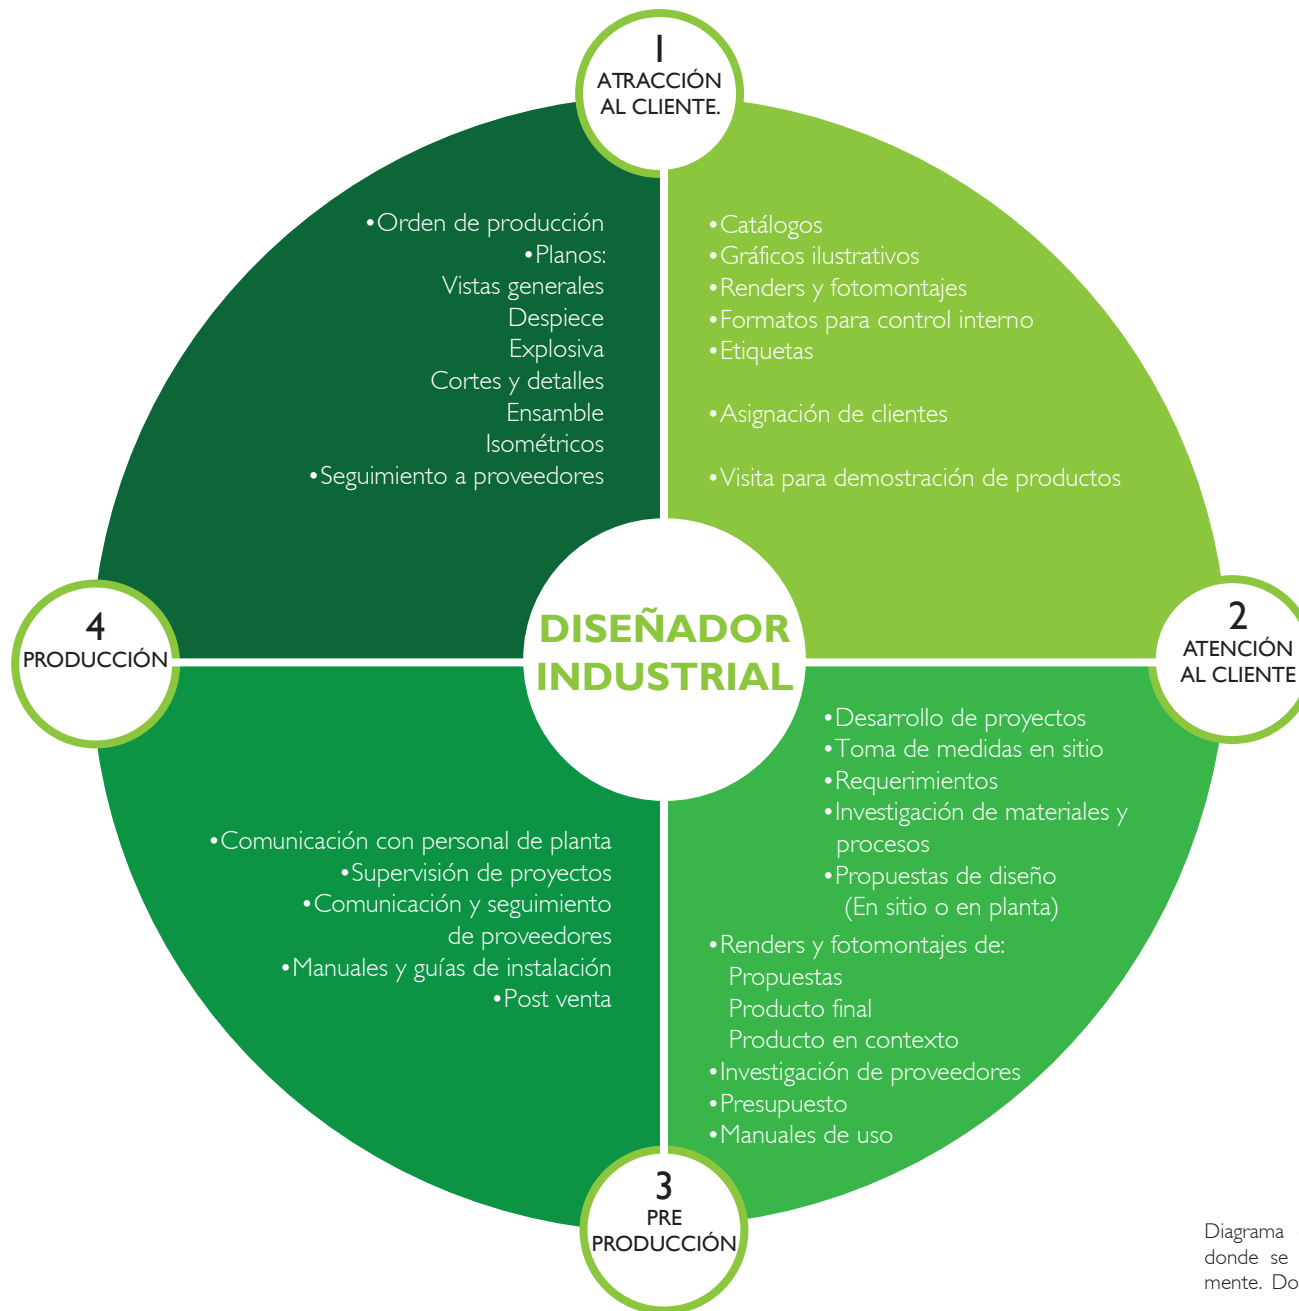 1
ATRACCIÓN
AL CLIENTE.
•Catálogos
•Gráficos ilustrativos
•Renders y fotomontajes
•Formatos para control interno
•Etiquetas
•Asignación de clientes
•Visita para demostración de productos
2
ATENCIÓN
AL CLIENTE
•Desarrollo de proyectos
•Toma de medidas en sitio
•Requerimientos
•Investigación de materiales y
procesos
•Propuestas de diseño
(En sitio o en planta)
•Renders y fotomontajes de:
Propuestas
Producto final
Producto en contexto
•Investigación de proveedores
•Presupuesto
•Manuales de uso
3
PRE
PRODUCCIÓN
•Comunicación con personal de planta
•Supervisión de proyectos
•Comunicación y seguimiento
de proveedores
•Manuales y guías de instalación
•Post venta
4
PRODUCCIÓN
•Orden de producción
•Planos:
Vistas generales
Despiece
Explosiva
Cortes y detalles
Ensamble
Isométricos
•Seguimiento a proveedores
DISEÑADOR
INDUSTRIAL
Diagrama
donde se
mente. Do